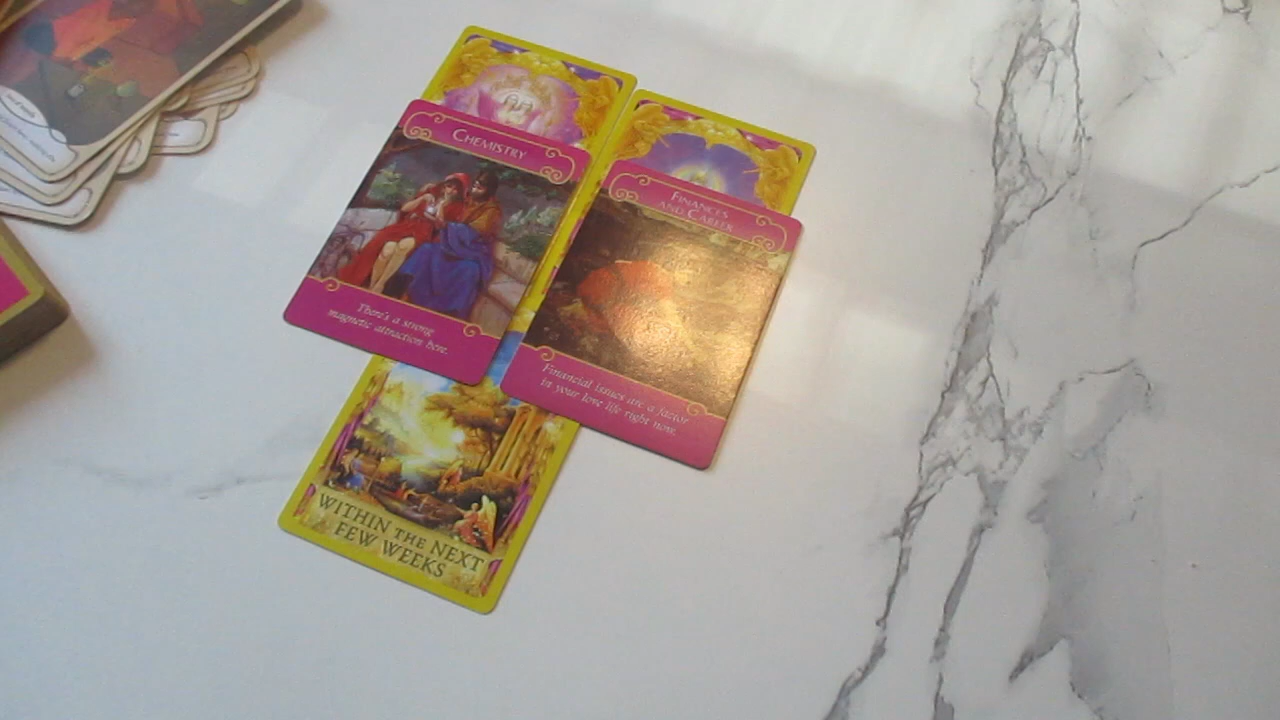 CHEMISTRY
There's a strong
magnetic attraction here.
FINANCES
AND CAREER
Financial issues are a factor
in your love life right now.
WITHIN THE NEXT
FEW WEEKS